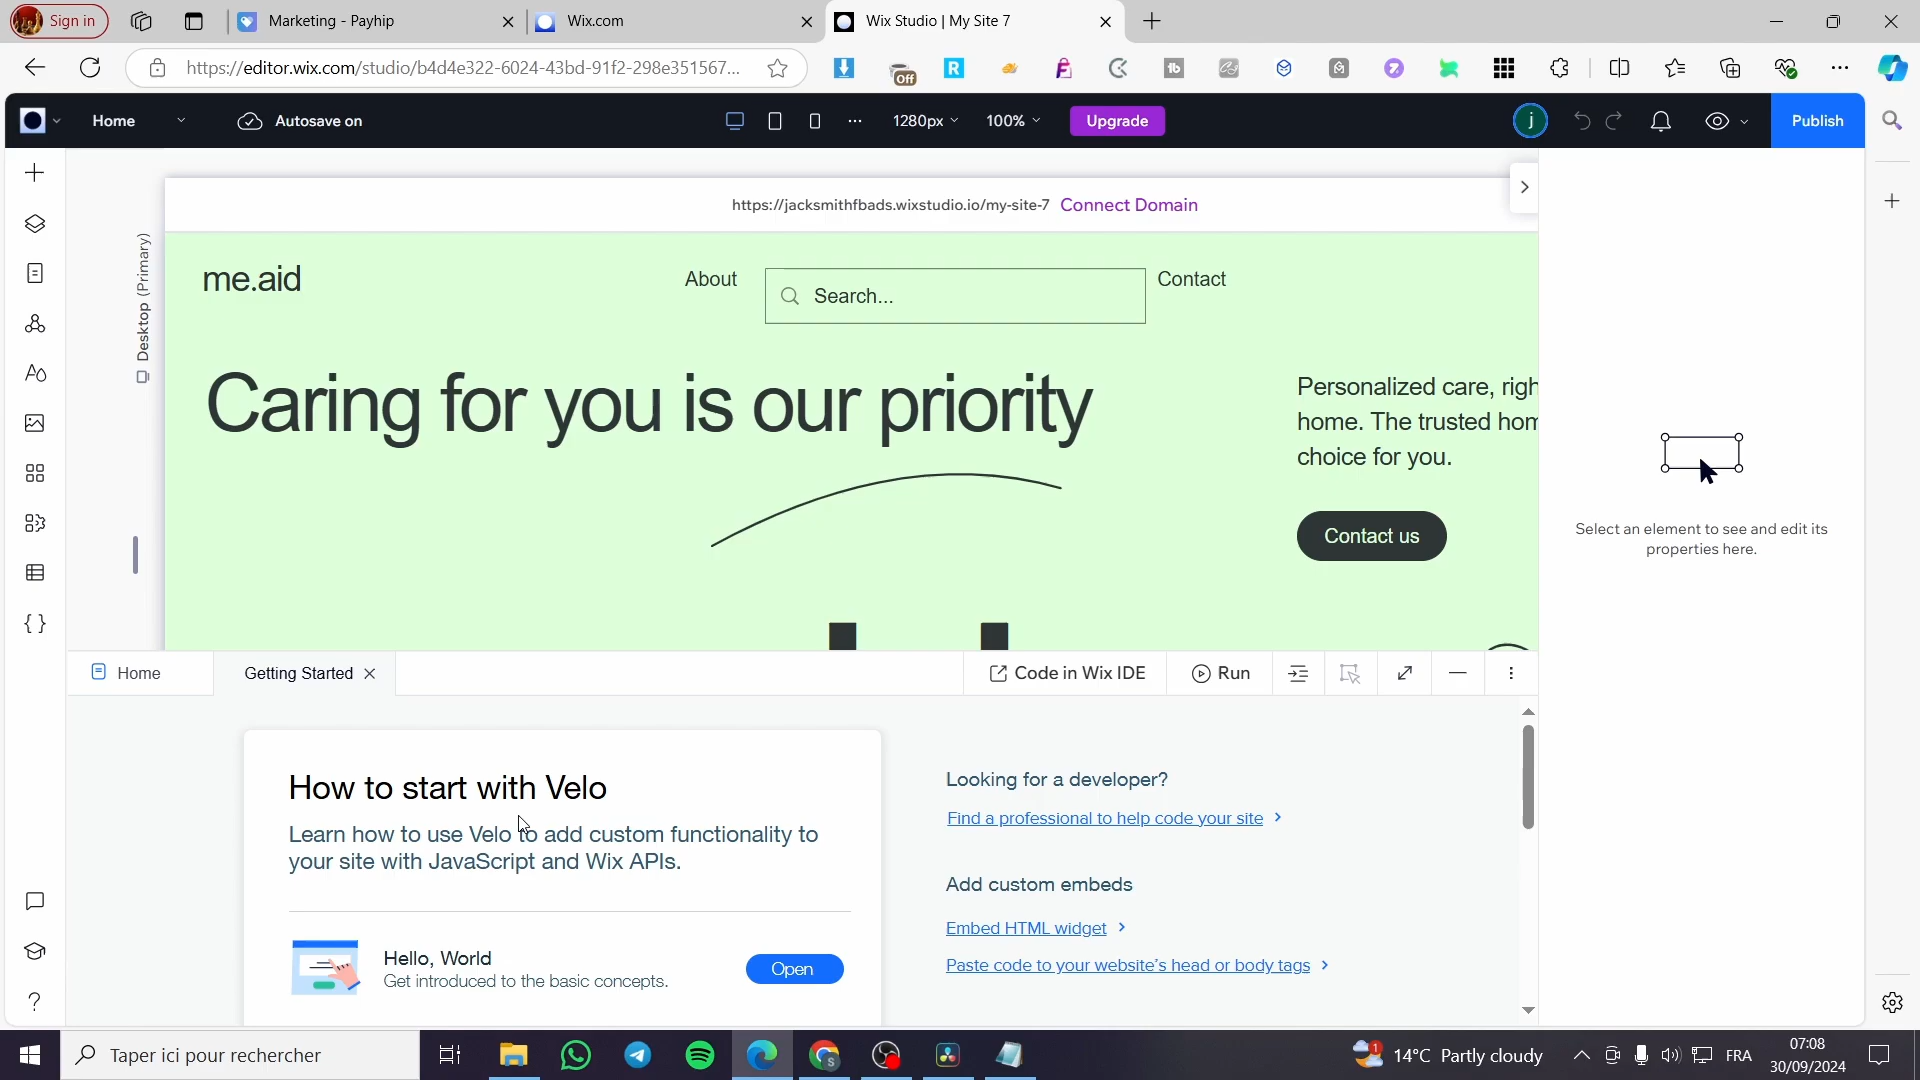 Sign in
Marketing - Payhip
Wix.com
Wix Studio | My Site 7
https://editor.wix.com/studio/b4d4e322-6024-43bd-91f2-298e351567...
Off
Home
Autosave on
1280px
100%
Upgrade
j
Publish
https://jacksmithfbads.wixstudio.io/my-site-7 Connect Domain
Desktop (Primary)
me.aid
About
Search...
Contact
Caring for you is our priority
Personalized care, righ
home. The trusted hom
choice for you.
Contact us
Select an element to see and edit its
properties here.
Home
Getting Started
Code in Wix IDE
Run
How to start with Velo
Learn how to use Velo to add custom functionality to
your site with JavaScript and Wix APIs.
Hello, World
Get introduced to the basic concepts.
Open
Looking for a developer?
Find a professional to help code your site
Add custom embeds
Embed HTML widget
Paste code to your website's head or body tags
Taper ici pour rechercher
14°C Partly cloudy
FRA
07:08
30/09/2024